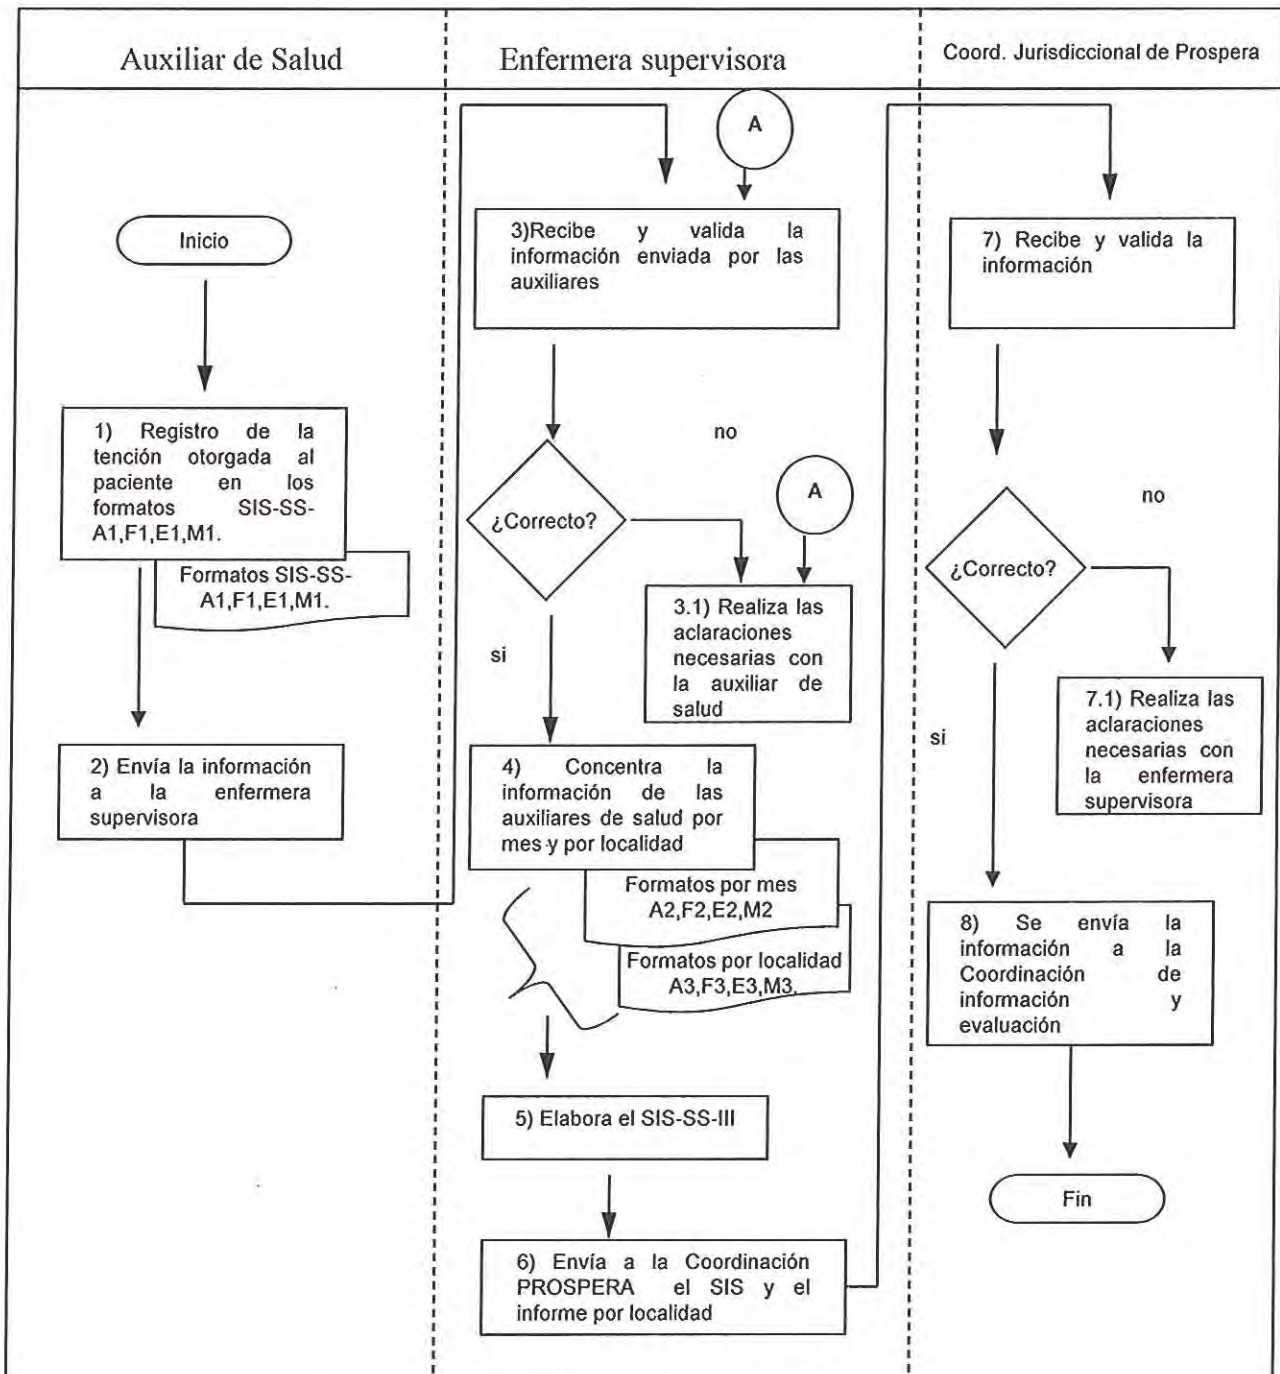 Auxiliar de Salud
Enfermera supervisora
Coord. Jurisdiccional de Prospera
Inicio
1) Registro de la
tención otorgada al
paciente en los
formatos SIS-SS-
A1,F1,E1,M1.
Formatos SIS-SS-
A1,F1,E1,M1.
2) Envía la información
a la enfermera
supervisora
A
3)Recibe y valida la
información enviada por las
auxiliares
¿Correcto?
no
A
3.1) Realiza las
aclaraciones
necesarias con
la auxiliar de
salud
si
4) Concentra la
información de las
auxiliares de salud por
mes y por localidad
Formatos por mes
A2,F2,E2,M2
Formatos por localidad
A3,F3,E3,M3.
5) Elabora el SIS-SS-III
6) Envía a la Coordinación
PROSPERA el SIS y el
informe por localidad
7) Recibe y valida la
información
¿Correcto?
no
7.1) Realiza las
aclaraciones
necesarias con
la enfermera
supervisora
si
8) Se envía la
información a la
Coordinación de
información y
evaluación
Fin